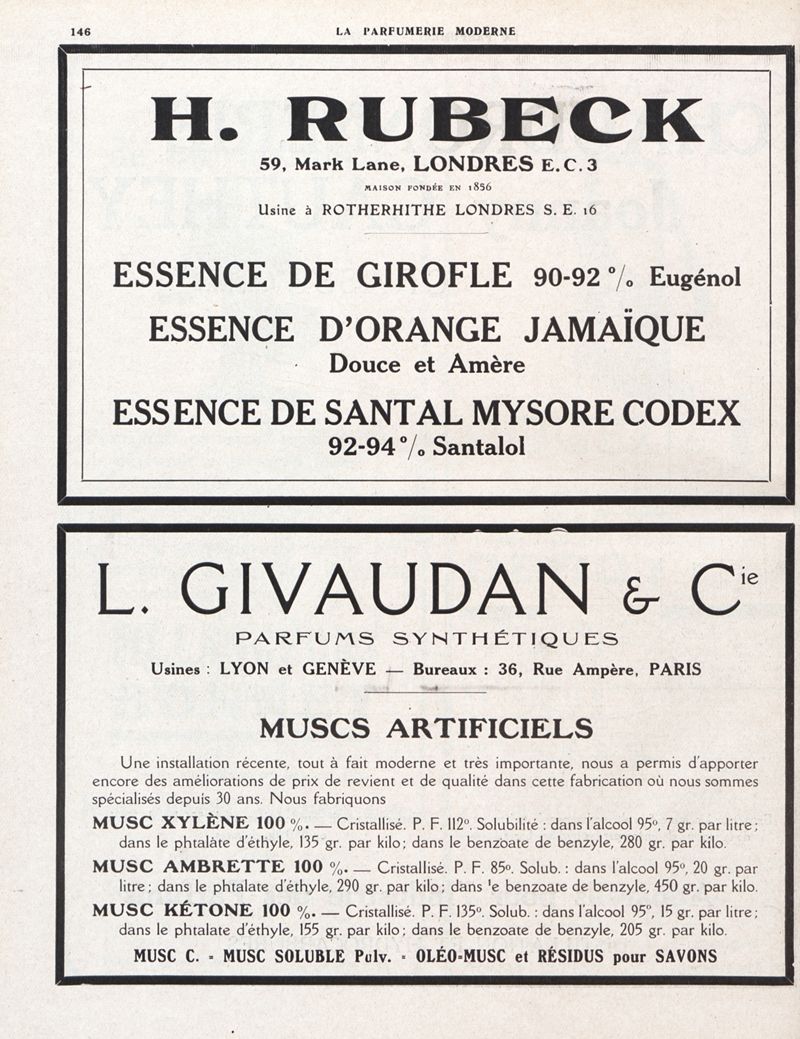 146
LA PARFUMERIE MODERNE
H. RUBECK
59, Mark Lane, LONDRES E.C.3
MAISON FONDÉE EN 1856
Usine à ROTHERHITHE LONDRES S. E. 16
ESSENCE DE GIROFLE 90-92 % Eugénol
ESSENCE D'ORANGE JAMAÏQUE
Douce et Amère
ESSENCE DE SANTAL MYSORE CODEX
92-94 % Santalol
L. GIVAUDAN & Cie
PARFUMS SYNTHÉTIQUES
Usines : LYON et GENÈVE — Bureaux : 36, Rue Ampère, PARIS
MUSCS ARTIFICIELS
Une installation récente, tout à fait moderne et très importante, nous a permis d'apporter
encore des améliorations de prix de revient et de qualité dans cette fabrication où nous sommes
spécialisés depuis 30 ans. Nous fabriquons
MUSC XYLÈNE 100 %. — Cristallisé. P. F. 112°. Solubilité : dans l'alcool 95°, 7 gr. par litre;
dans le phtalate d'éthyle, 135 gr. par kilo; dans le benzoate de benzyle, 280 gr. par kilo.
MUSC AMBRETTE 100 %. — Cristallisé. P. F. 85°. Solub. : dans l'alcool 95°, 20 gr. par
litre; dans le phtalate d'éthyle, 290 gr. par kilo; dans 'e benzoate de benzyle, 450 gr. par kilo.
MUSC KÉTONE 100 %. — Cristallisé. P. F. 135°. Solub. : dans l'alcool 95°, 15 gr. par litre;
dans le phtalate d'éthyle, 155 gr. par kilo; dans le benzoate de benzyle, 205 gr. par kilo.
MUSC C. - MUSC SOLUBLE Pulv. - OLÉO-MUSC et RÉSIDUS pour SAVONS